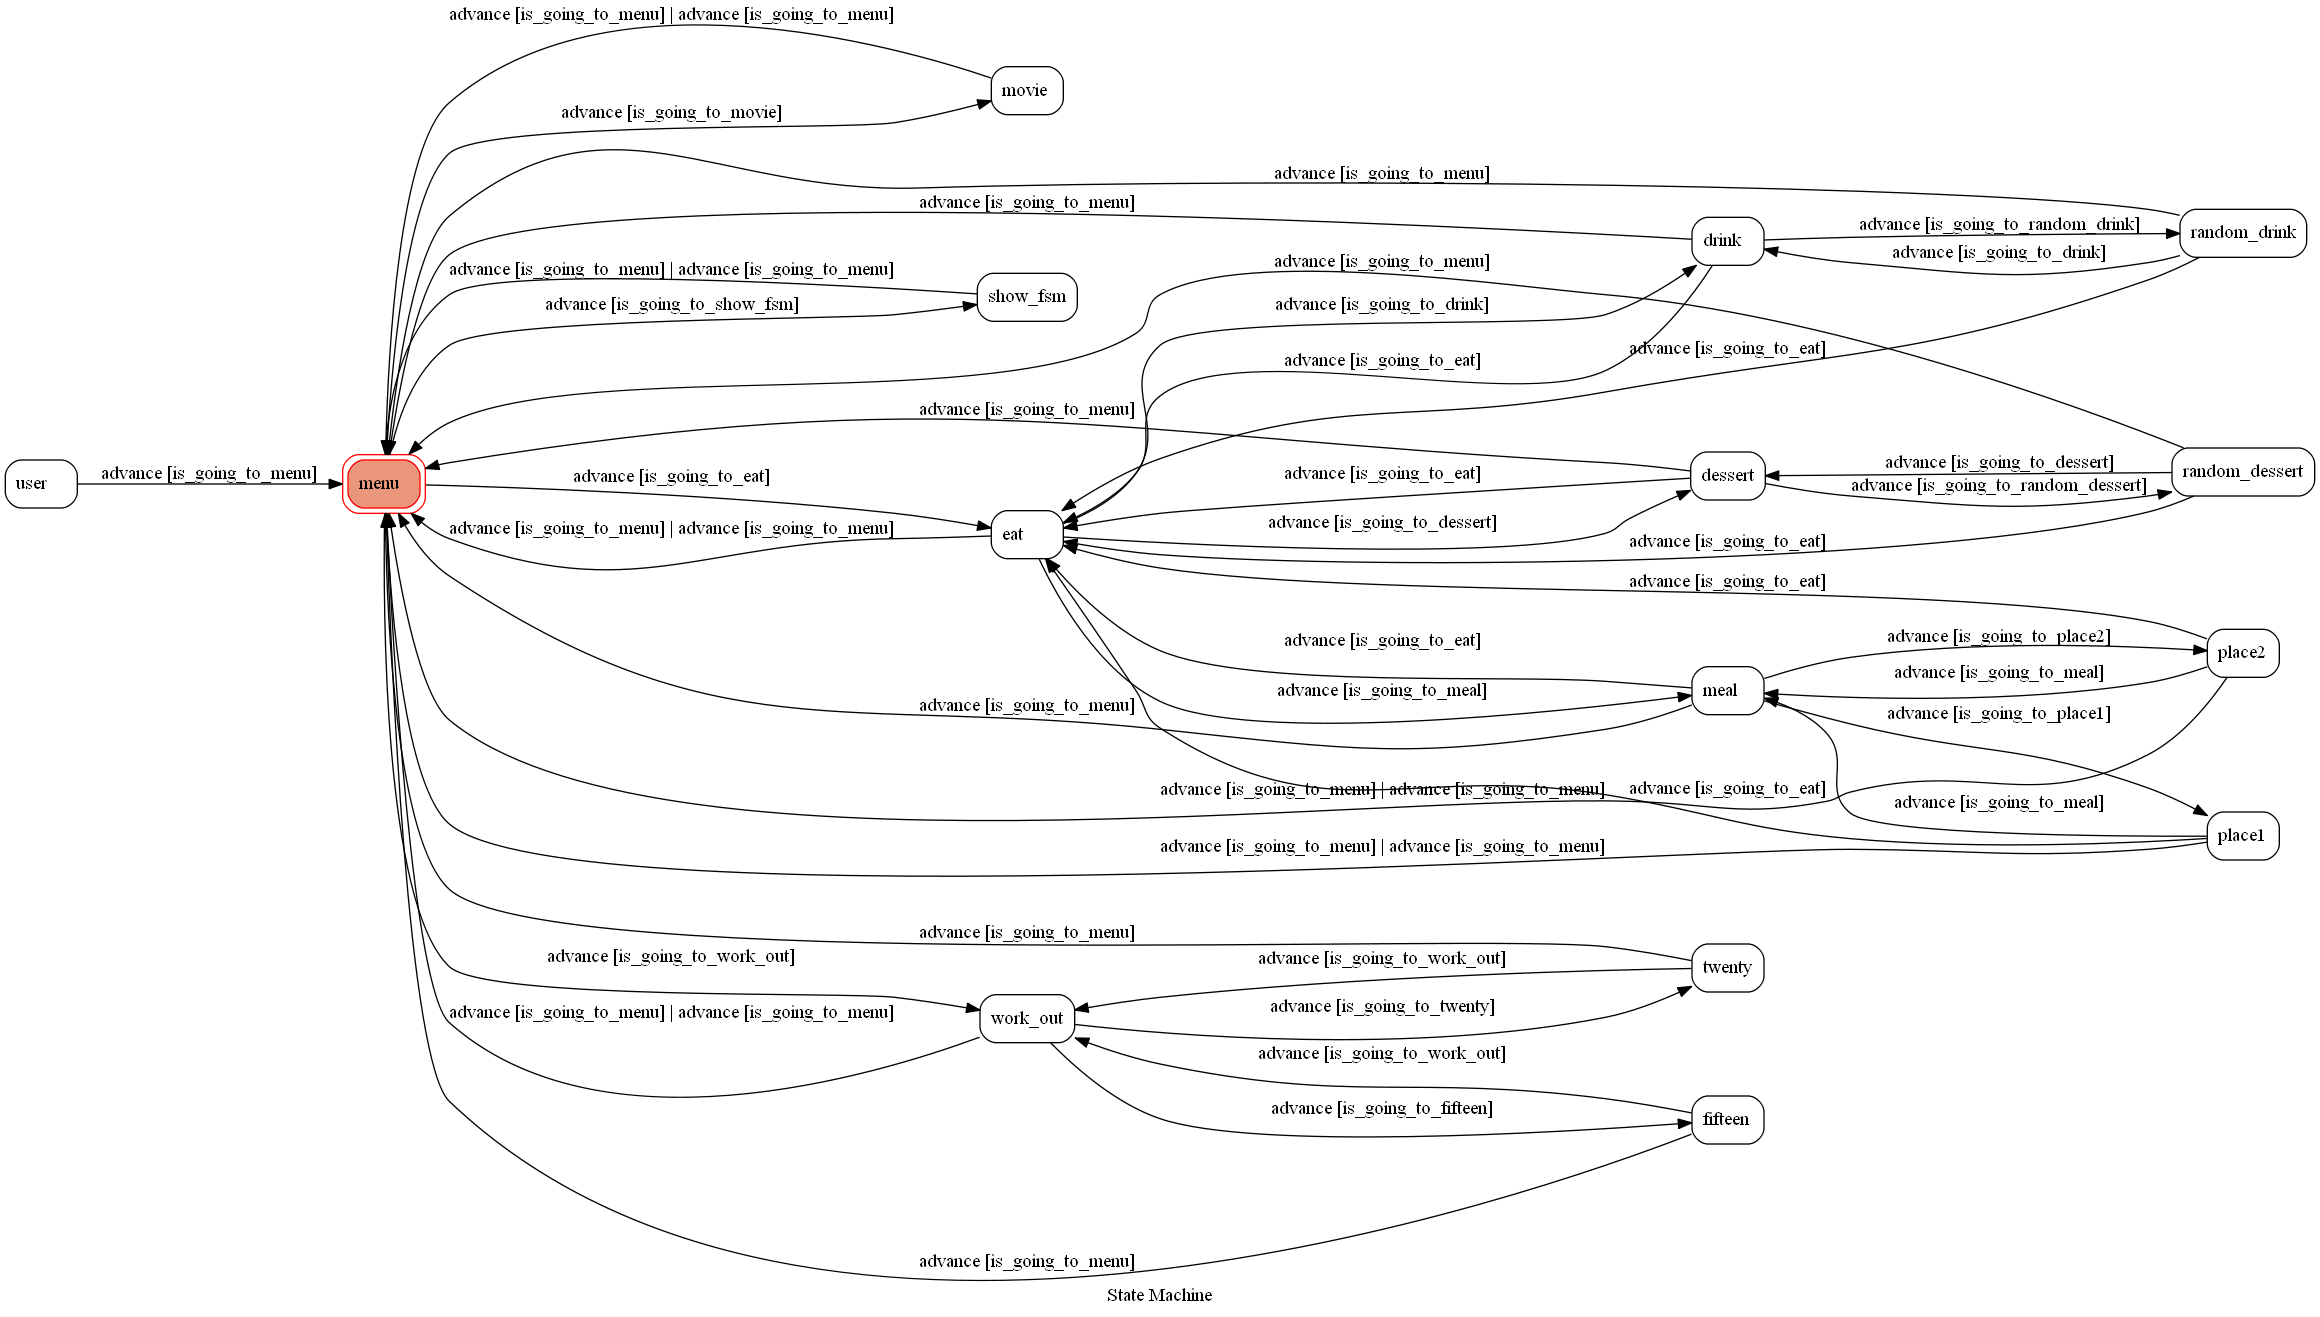 advance [is_going_to_menu] | advance [is_going_to_menu]
movie
advance [is_going_to_movie]
advance [is_going_to_menu]
advance [is_going_to_menu]
advance [is_going_to_random_drink]
random_drink
drink
advance [is_going_to_drink]
advance [is_going_to_menu]
advance [is_going_to_menu] | advance [is_going_to_menu]
show_fsm
advance [is_going_to_show_fsm]
advance [is_going_to_drink]
advance [is_going_to_eat]
advance [is_going_to_eat]
advance [is_going_to_menu]
advance [is_going_to_dessert]
random_dessert
advance [is_going_to_eat]
dessert
advance [is_going_to_menu]
advance [is_going_to_eat]
user
menu
advance [is_going_to_random_dessert]
advance [is_going_to_dessert]
advance [is_going_to_menu] | advance [is_going_to_menu]
eat
advance [is_going_to_eat]
advance [is_going_to_eat]
advance [is_going_to_eat]
advance [is_going_to_place2]
place2
advance [is_going_to_meal]
advance [is_going_to_meal]
meal
advance [is_going_to_menu]
advance [is_going_to_place1]
advance [is_going_to_menu] | advance [is_going_to_menu]
advance [is_going_to_eat]
advance [is_going_to_meal]
place1
advance [is_going_to_menu] | advance [is_going_to_menu]
advance [is_going_to_menu]
advance [is_going_to_work_out]
advance [is_going_to_work_out]
twenty
advance [is_going_to_twenty]
advance [is_going_to_menu] | advance [is_going_to_menu]
work_out
advance [is_going_to_work_out]
advance [is_going_to_fifteen]
fifteen
advance [is_going_to_menu]
State Machine